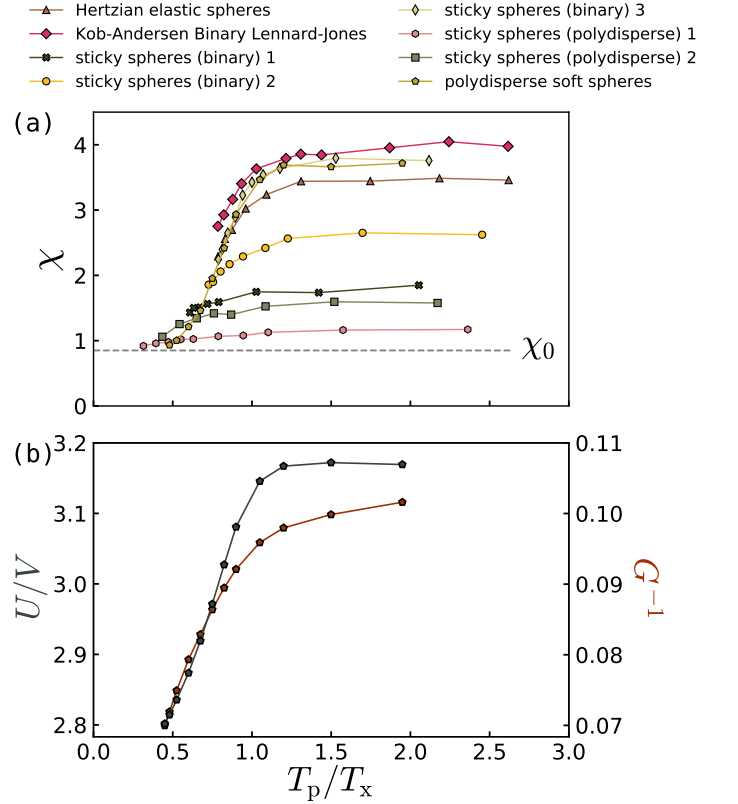 Hertzian elastic spheres
Kob-Andersen Binary Lennard-Jones
sticky spheres (binary) 1
sticky spheres (binary) 2
sticky spheres (binary) 3
sticky spheres (polydisperse) 1
sticky spheres (polydisperse) 2
polydisperse soft spheres
(a)
4
3
2
1
0
χ
χ₀
(b)
3.2
3.1
3.0
2.9
2.8
U/V
0.11
0.10
0.09
0.08
0.07
G⁻¹
0.0 0.5 1.0 1.5 2.0 2.5 3.0
Tₚ/Tₓ